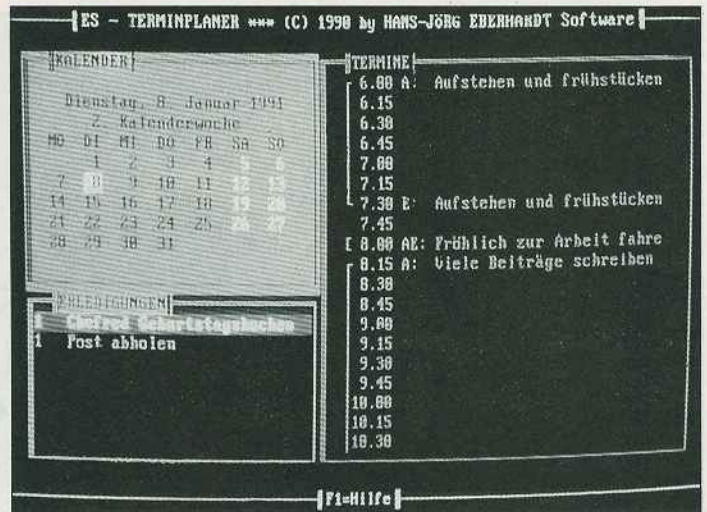 ES - TERMINPLANER *** (C) 1990 by HANS-JÖRG EBERHARDT Software
KALENDER
Dienstag, 8. Januar 1991
2. Kalenderwoche
MO DI MI DO FR SA SO
1 2 3 4 5 6
7 8 9 10 11 12 13
14 15 16 17 18 19 20
21 22 23 24 25 26 27
28 29 30 31
ERLEDIGUNGEN
1 Chefred Geburtstagskuchen
1 Post abholen
TERMINE
6.00 A: Aufstehen und frühstücken
6.15
6.30
6.45
7.00
7.15
7.30 E: Aufstehen und frühstücken
7.45
[ 8.00 AE: Fröhlich zur Arbeit fahre
8.15 A: Viele Beiträge schreiben
8.30
8.45
9.00
9.15
9.30
9.45
10.00
10.15
10.30
F1=Hilfe